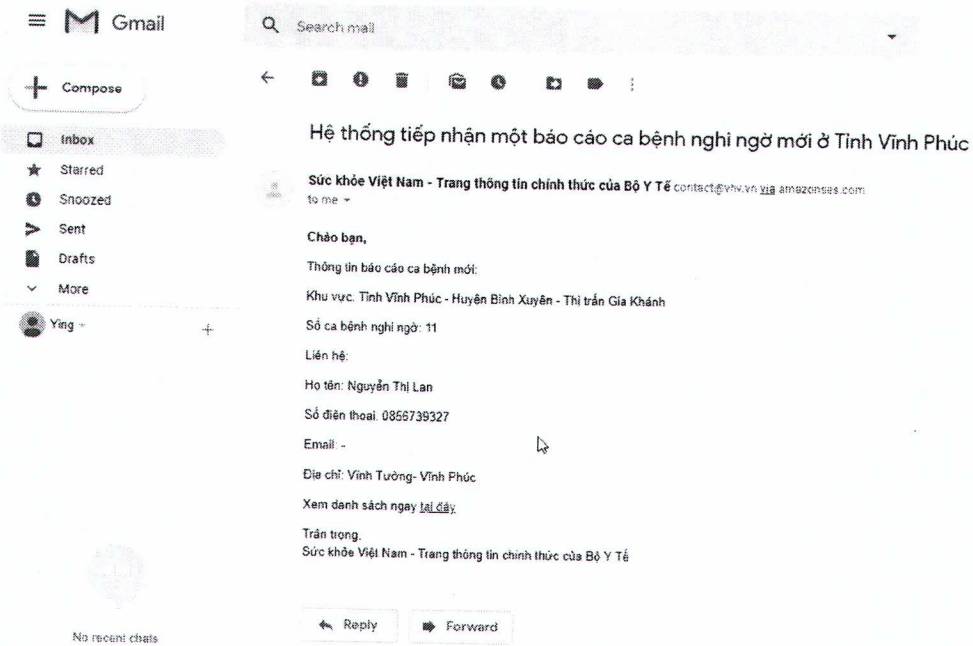 Gmail
Search mail
Compose
Inbox
Starred
Snoozed
Sent
Drafts
More
Ying
No recent chats
Hệ thống tiếp nhận một báo cáo ca bệnh nghi ngờ mới ở Tỉnh Vĩnh Phúc
Sức khỏe Việt Nam - Trang thông tin chính thức của Bộ Y Tế contact@vhv.vn via amazonses.com
to me
Chào bạn,
Thông tin báo cáo ca bệnh mới:
Khu vực: Tỉnh Vĩnh Phúc - Huyện Bình Xuyên - Thị trấn Gia Khánh
Số ca bệnh nghi ngờ: 11
Liên hệ:
Họ tên: Nguyễn Thị Lan
Số điện thoại: 0856739327
Email: -
Địa chỉ: Vĩnh Tường- Vĩnh Phúc
Xem danh sách ngay tại đây
Trân trọng,
Sức khỏe Việt Nam - Trang thông tin chính thức của Bộ Y Tế
Reply
Forward